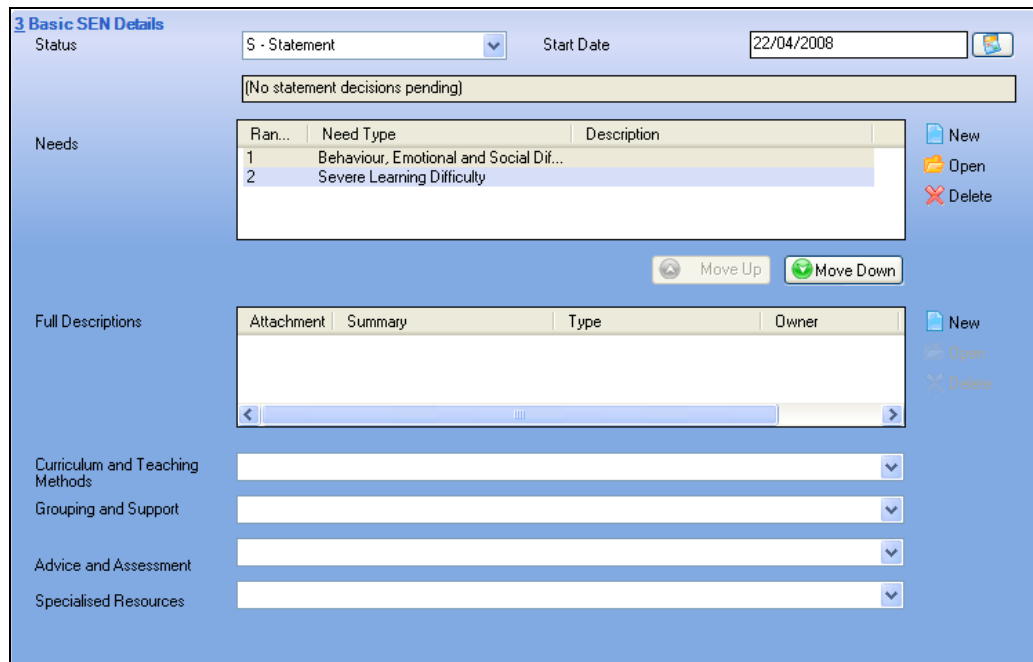 3 Basic SEN Details
Status
S - Statement
Start Date
22/04/2008
(No statement decisions pending)
Needs
Ran... Need Type Description
1 Behaviour, Emotional and Social Dif...
2 Severe Learning Difficulty
New
Open
Delete
Move Up Move Down
Full Descriptions
Attachment Summary Type Owner
New
Open
Delete
Curriculum and Teaching
Methods
Grouping and Support
Advice and Assessment
Specialised Resources